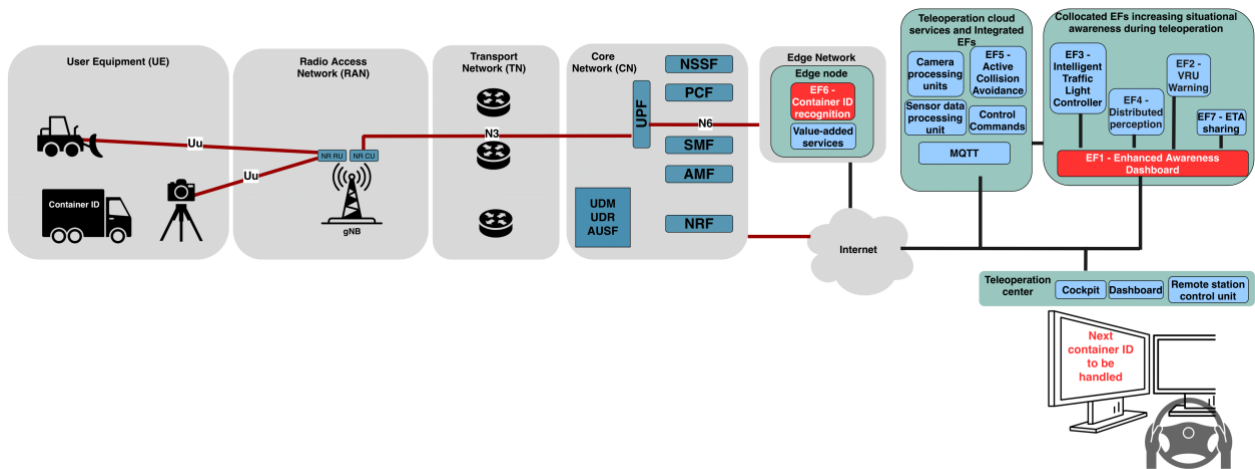 User Equipment (UE)
Uu
Uu
Container ID
Radio Access
Network (RAN)
NR RU
NR CU
gNB
Transport
Network (TN)
N3
Core
Network (CN)
UPF
NSSF
PCF
SMF
AMF
NRF
UDM
UDR
AUSF
N6
Edge Network
Edge node
EF6 -
Container ID
recognition
Value-added
services
Internet
Teleoperation cloud
services and Integrated
EFs
Camera
processing
units
EF5 -
Active
Collision
Avoidance
Sensor data
processing
unit
Control
Commands
MQTT
Collocated EFs increasing situational
awareness during teleoperation
EF3 -
Intelligent
Traffic
Light
Controller
EF4 -
Distributed
perception
EF2 -
VRU
Warning
EF7 - ETA
sharing
EF1 - Enhanced Awareness
Dashboard
Teleoperation
center
Cockpit
Dashboard
Remote station
control unit
Next
container ID
to be
handled